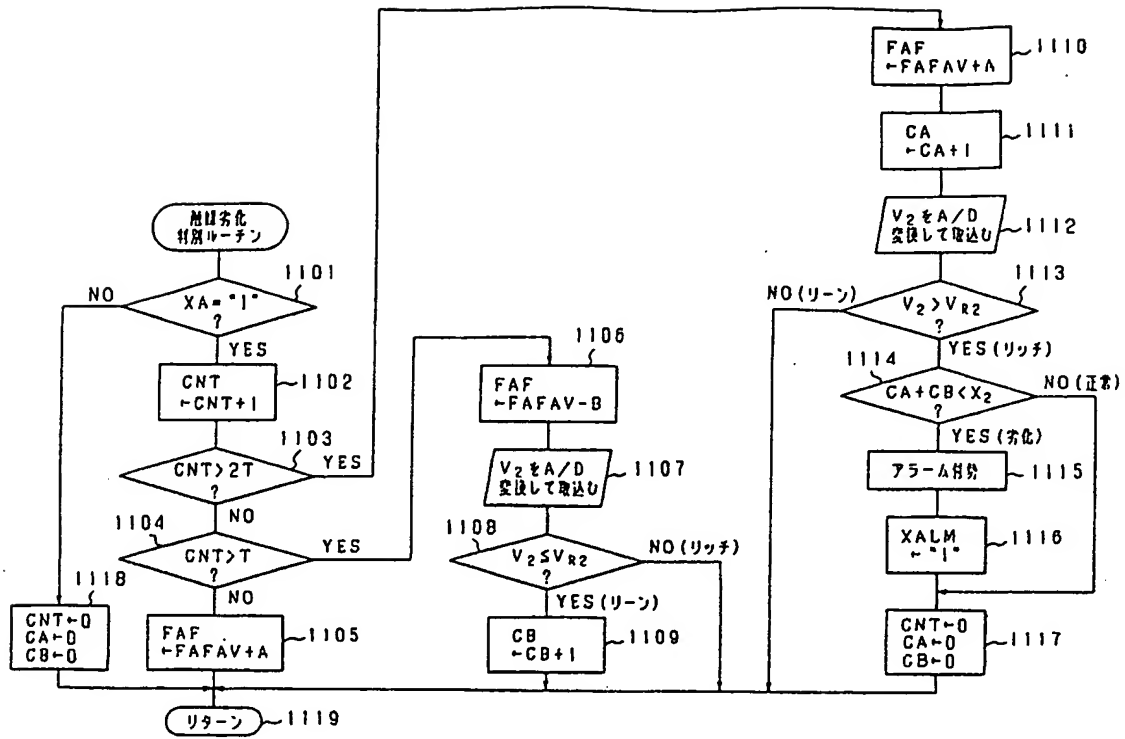 触媒劣化
判別ルーチン
1101
XA="1"
?
NO
YES
CNT
←CNT+1
1102
CNT>2T
?
1103
YES
NO
1104
CNT>T
?
YES
NO
FAF
←FAFAV+A
1105
1118
CNT←0
CA←0
CB←0
リターン
1119
1106
FAF
←FAFAV-B
V2をA/D
変換して取込む
1107
1108
V2≦VR2
?
NO(リッチ)
YES(リーン)
CB
←CB+1
1109
FAF
←FAFAV+A
1110
CA
←CA+1
1111
V2をA/D
変換して取込む
1112
1113
NO(リーン)
V2>VR2
?
YES(リッチ)
1114
CA+CB<X2
?
NO(正常)
YES(劣化)
アラーム付勢
1115
XALM
←"1"
1116
CNT←0
CA←0
CB←0
1117